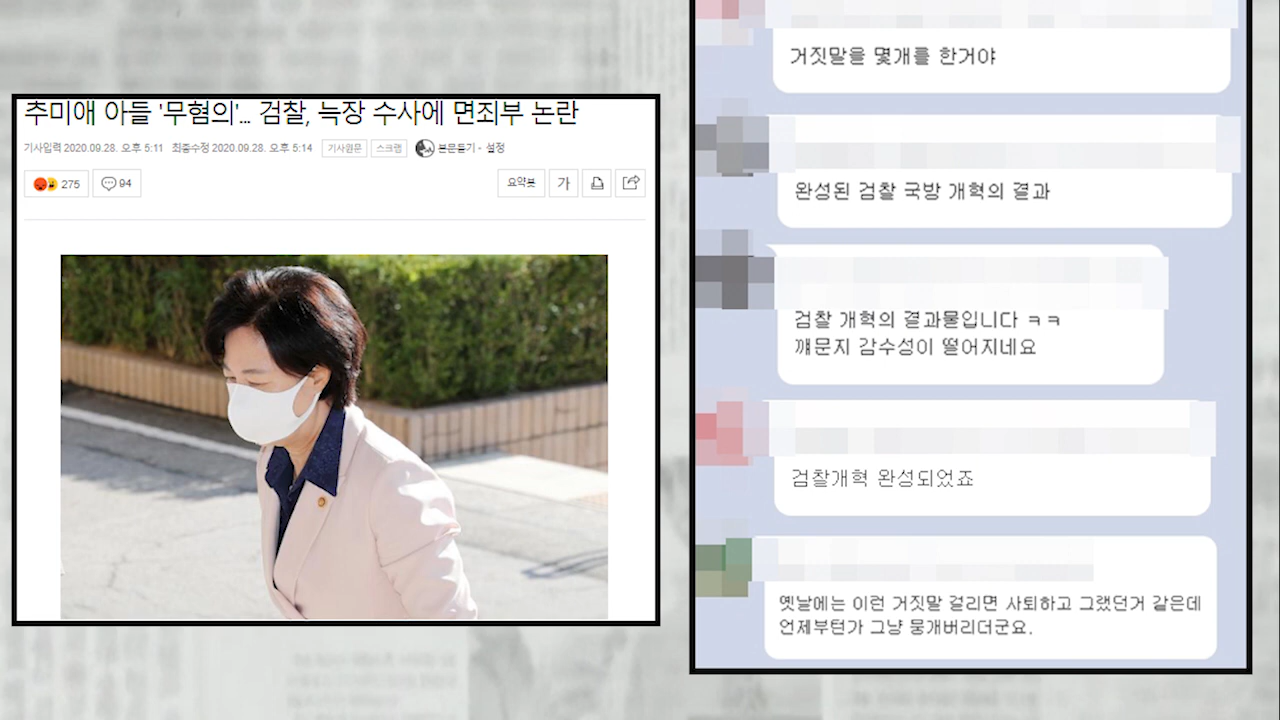 추미애 아들 '무혐의'... 검찰, 늑장 수사에 면죄부 논란
기사입력 2020.09.28. 오후 5:11 최종수정 2020.09.28. 오후 5:14 기사원문 스크랩 본문듣기 · 설정
275 94 요약봇 가
거짓말을 몇개를 한거야
완성된 검찰 국방 개혁의 결과
검찰 개혁의 결과물입니다 ㅋㅋ
깨문지 감수성이 떨어지네요
검찰개혁 완성되었죠
옛날에는 이런 거짓말 걸리면 사퇴하고 그랬던거 같은데
언제부턴가 그냥 뭉개버리더군요.